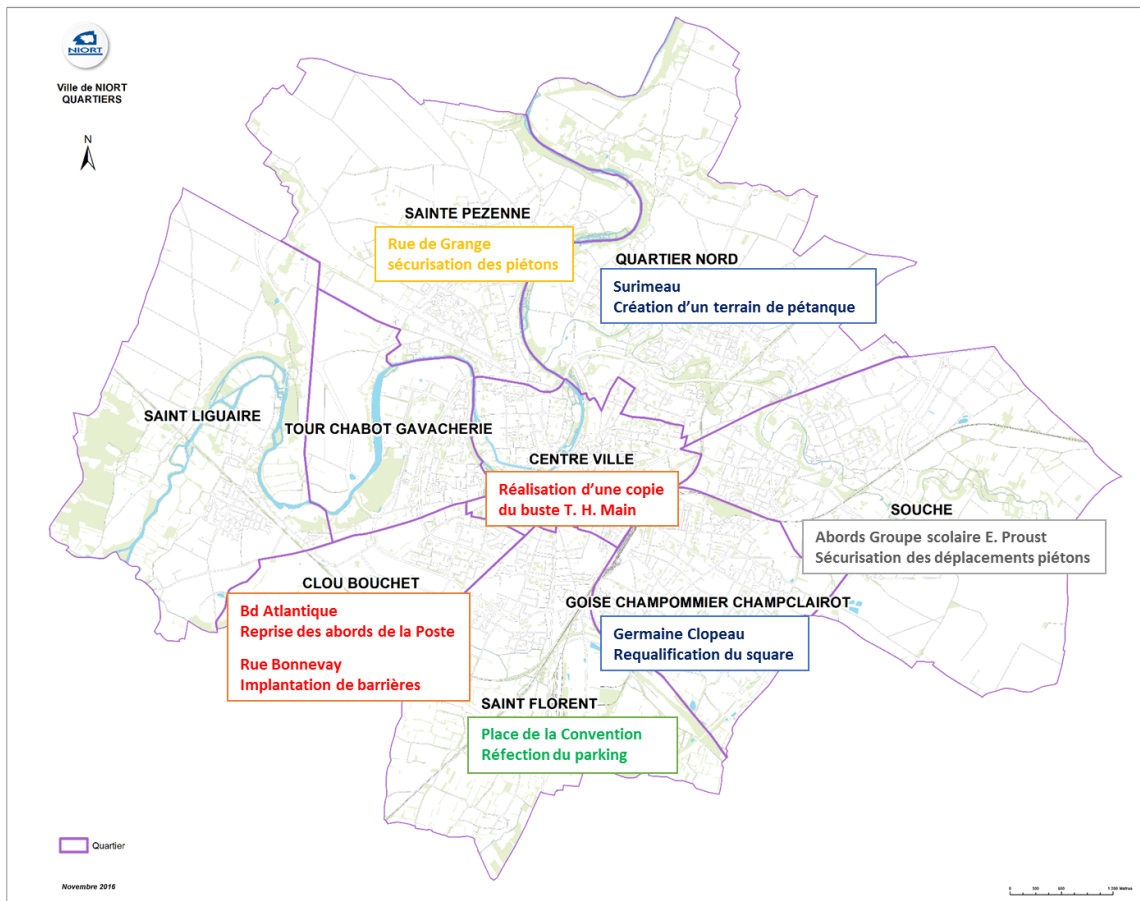 NIORT
Ville de NIORT
QUARTIERS
N
SAINTE PEZENNE
Rue de Grange
sécurisation des piétons
QUARTIER NORD
Surimeau
Création d'un terrain de pétanque
SAINT LIGUAIRE
TOUR CHABOT GAVACHERIE
CENTRE VILLE
Réalisation d'une copie
du buste T. H. Main
SOUCHE
Abords Groupe scolaire E. Proust
Sécurisation des déplacements piétons
CLOU BOUCHET
Bd Atlantique
Reprise des abords de la Poste
Rue Bonnevay
Implantation de barrières
GOISE CHAMPOMMIER CHAMPCLAIROT
Germaine Clopeau
Requalification du square
SAINT FLORENT
Place de la Convention
Réfection du parking
Quartier
Novembre 2016